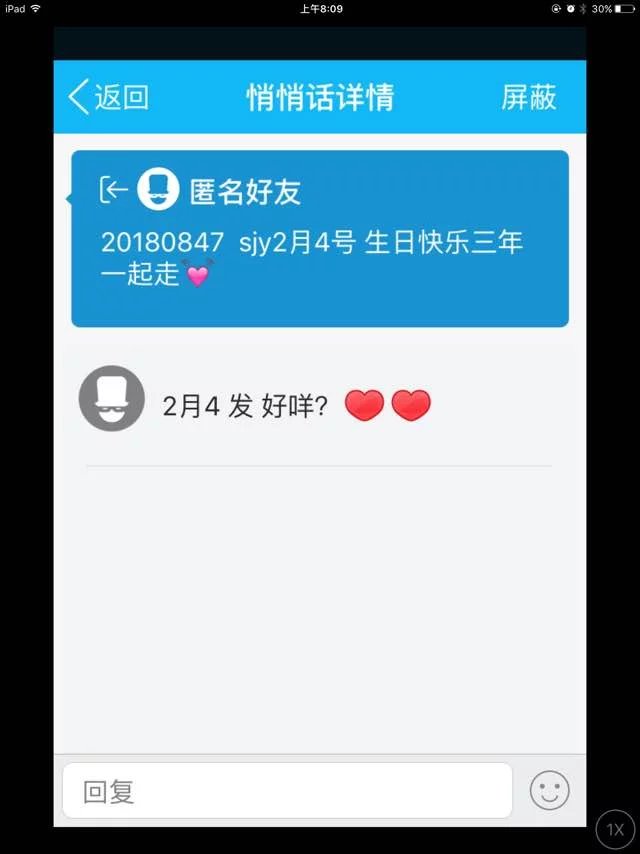 iPad 上午8:09 30%
返回 悄悄话详情 屏蔽
匿名好友
20180847 sjy2月4号 生日快乐三年
一起走💓
2月4 发 好咩? ❤️❤️
回复
1X